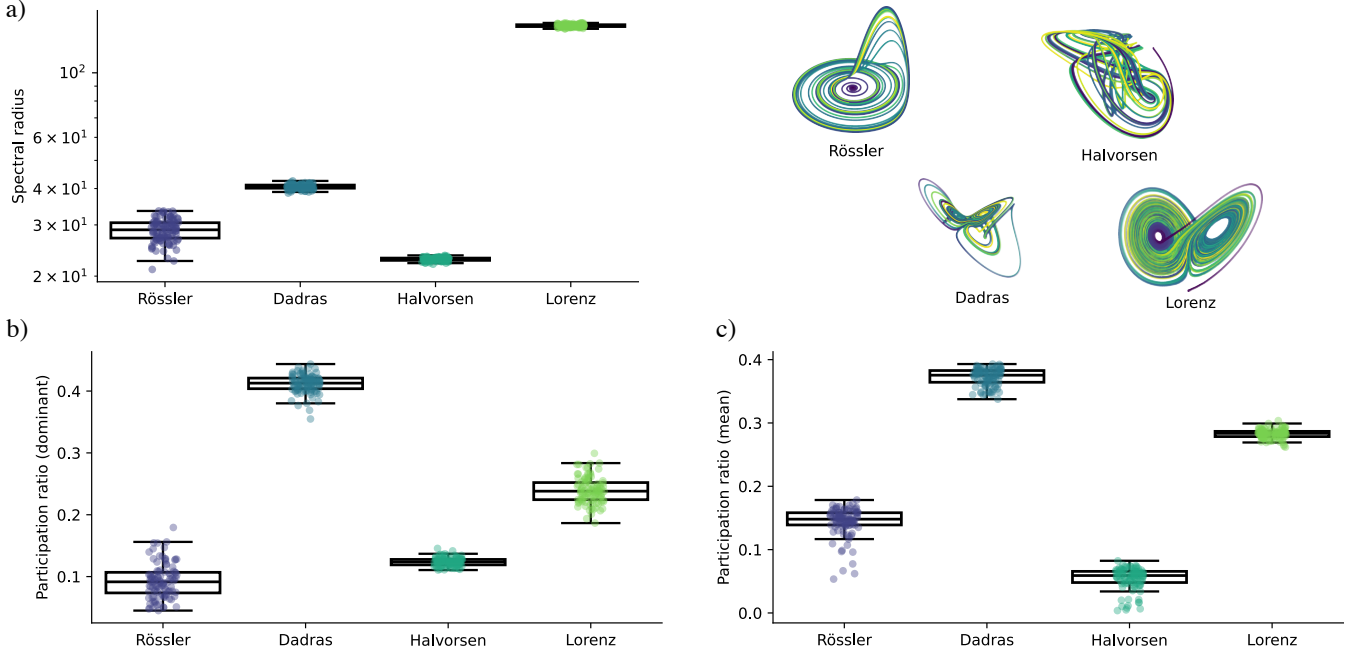 a)
Spectral radius
10²
6 × 10¹
4 × 10¹
3 × 10¹
2 × 10¹
Rössler Dadras Halvorsen Lorenz
Rössler
Halvorsen
Dadras
Lorenz
b)
Participation ratio (dominant)
0.4
0.3
0.2
0.1
Rössler Dadras Halvorsen Lorenz
c)
Participation ratio (mean)
0.4
0.3
0.2
0.1
0.0
Rössler Dadras Halvorsen Lorenz